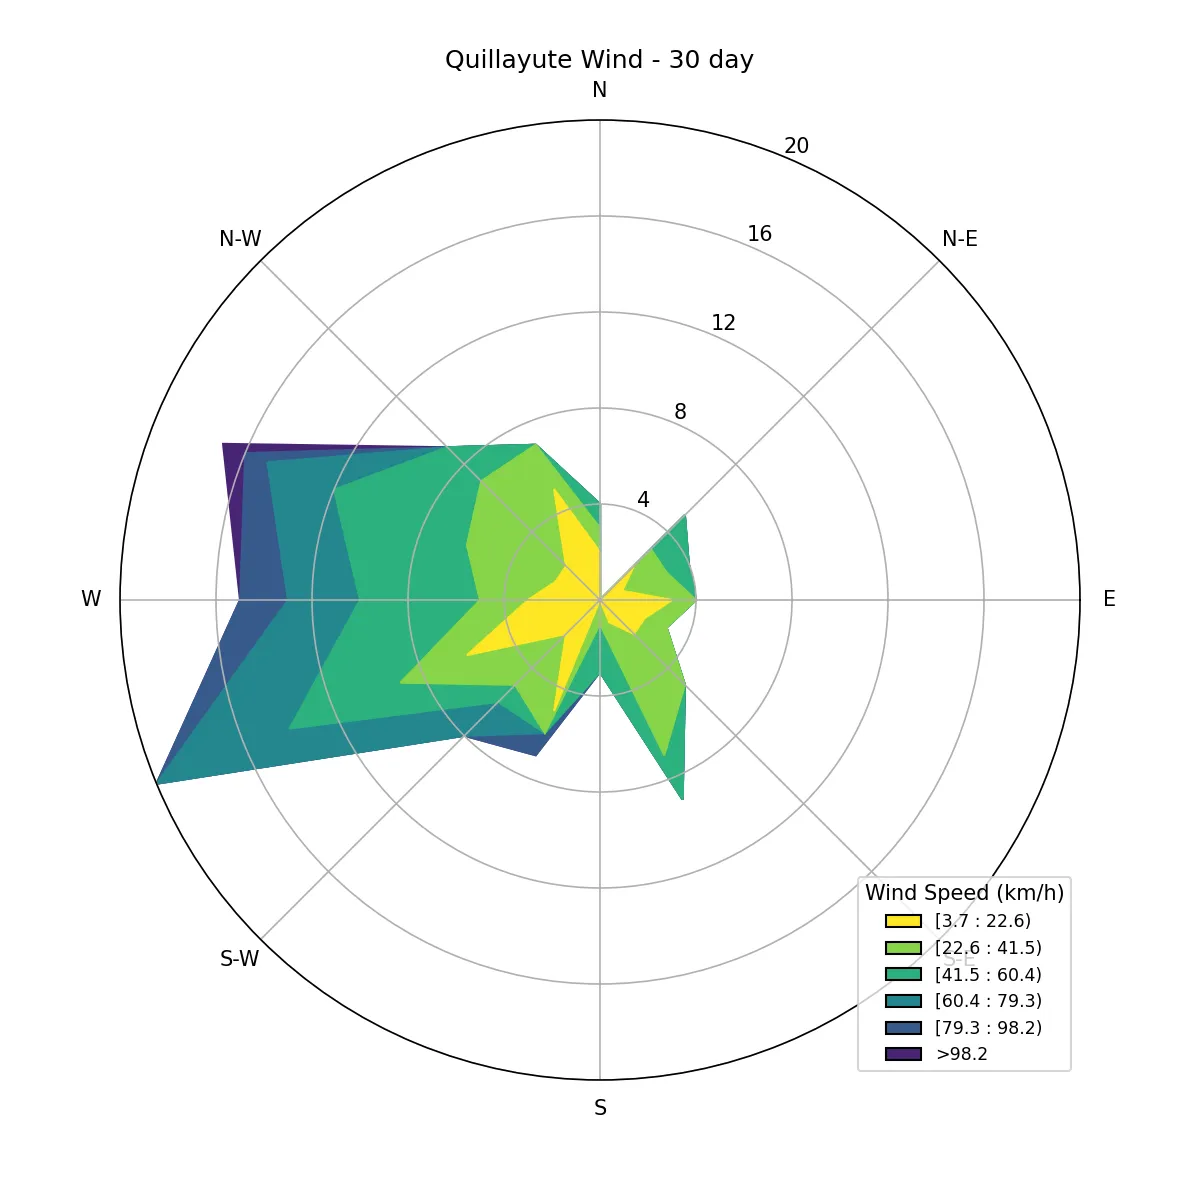 Quillayute Wind - 30 day
N
20
N-W
16
N-E
12
8
4
W
E
S-W
S-E
S
Wind Speed (km/h)
[3.7 : 22.6)
[22.6 : 41.5)
[41.5 : 60.4)
[60.4 : 79.3)
[79.3 : 98.2)
>98.2